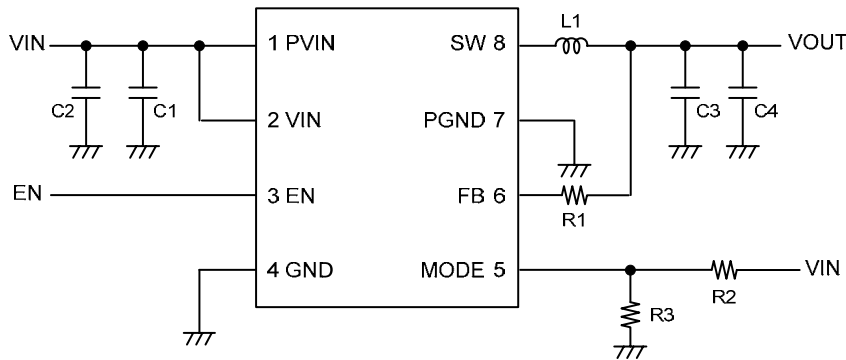 L1
VIN
1 PVIN
SW 8
VOUT
C2
C1
C3
C4
2 VIN
PGND 7
EN
3 EN
FB 6
R1
4 GND
MODE 5
VIN
R2
R3